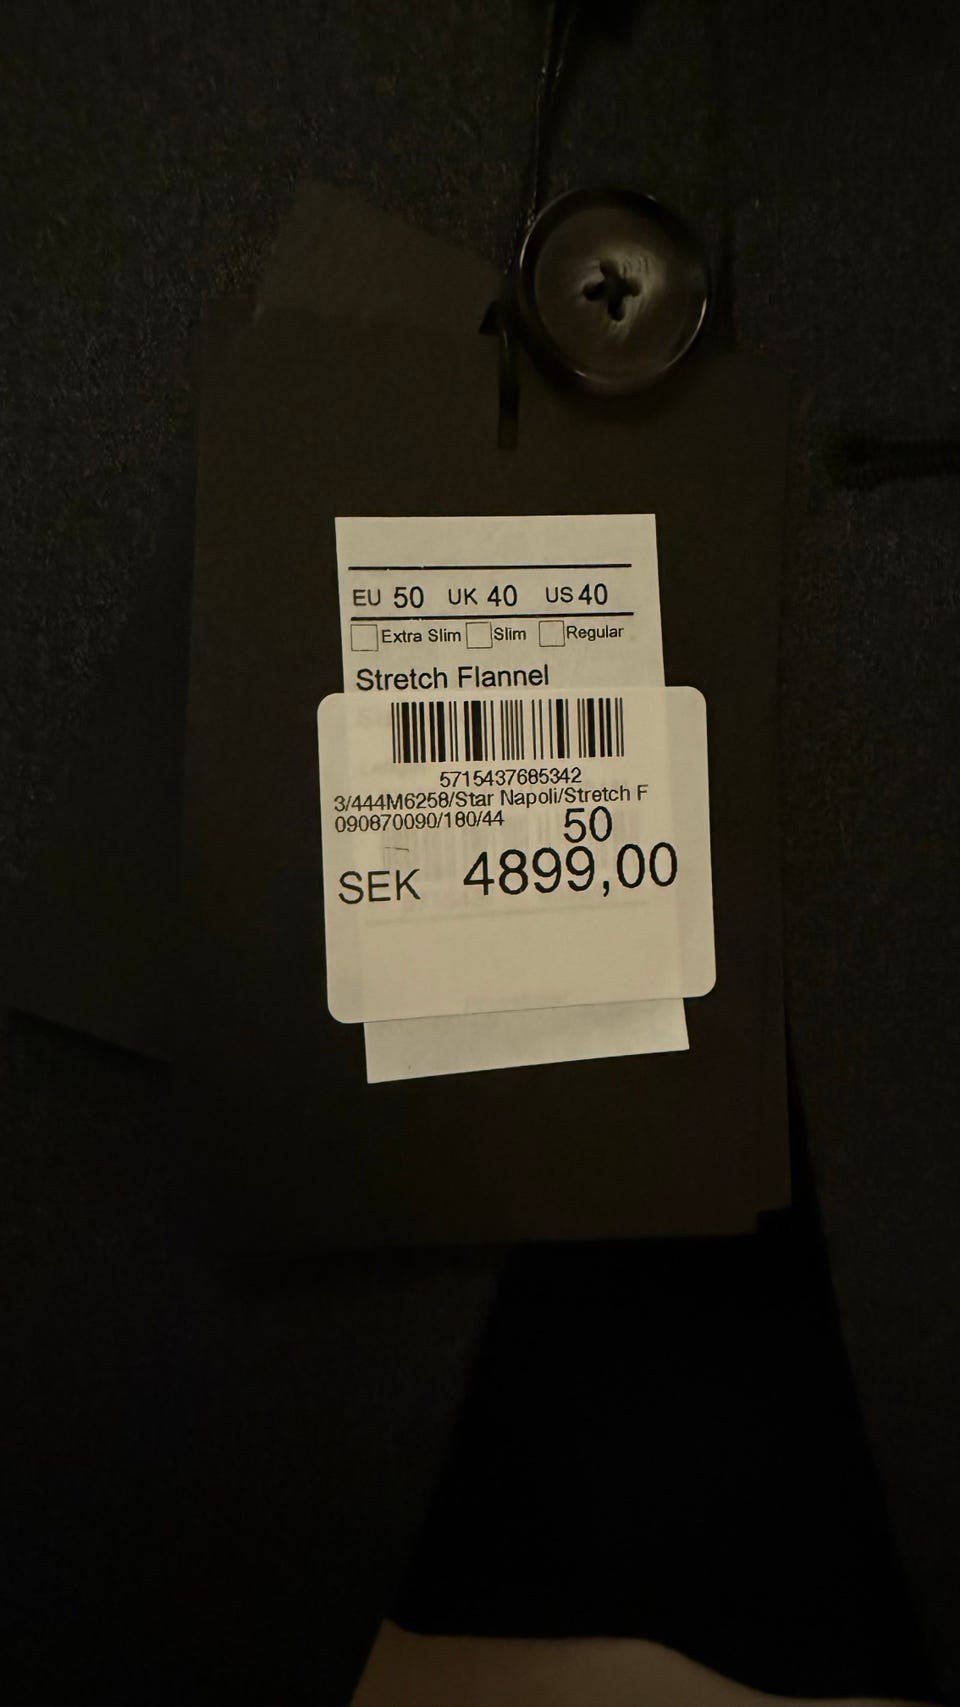 EU 50 UK 40 US 40
Extra Slim Slim Regular
Stretch Flannel
5715437685342
3/444M6258/Star Napoli/Stretch F
090870090/180/44 50
SEK 4899,00